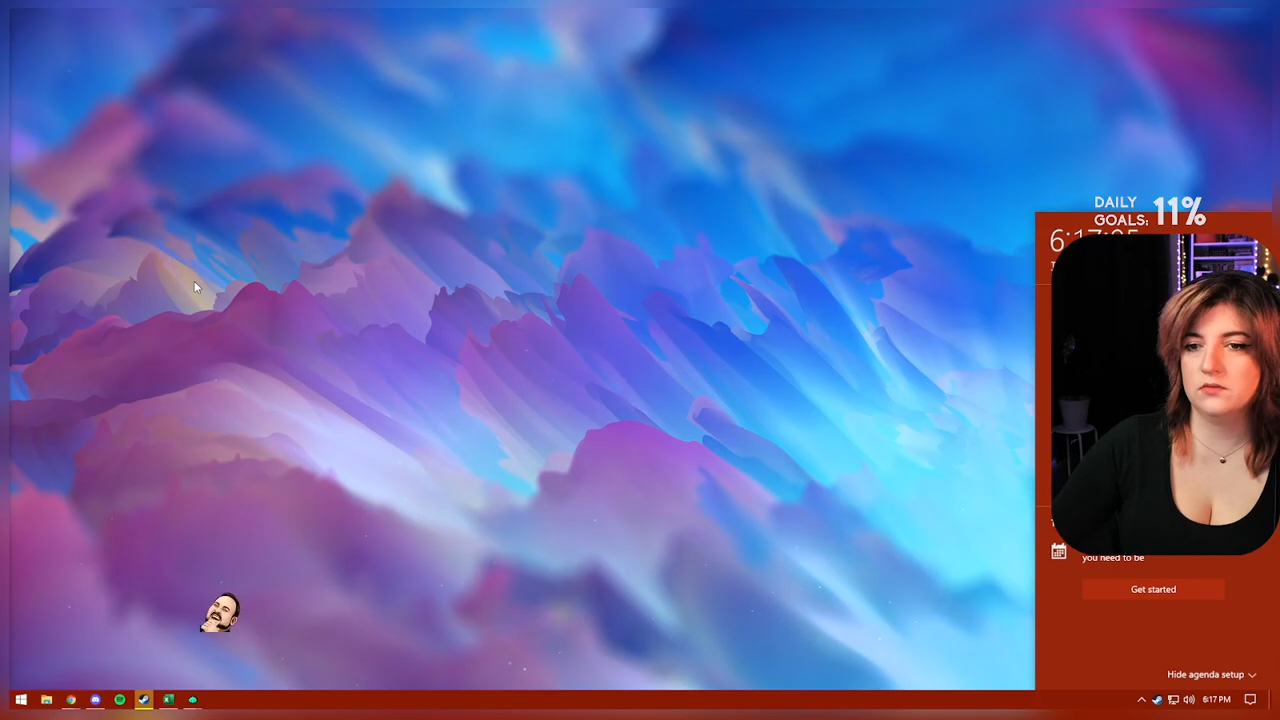 DAILY
GOALS: 11%
you need to be
Get started
Hide agenda setup
6:17 PM